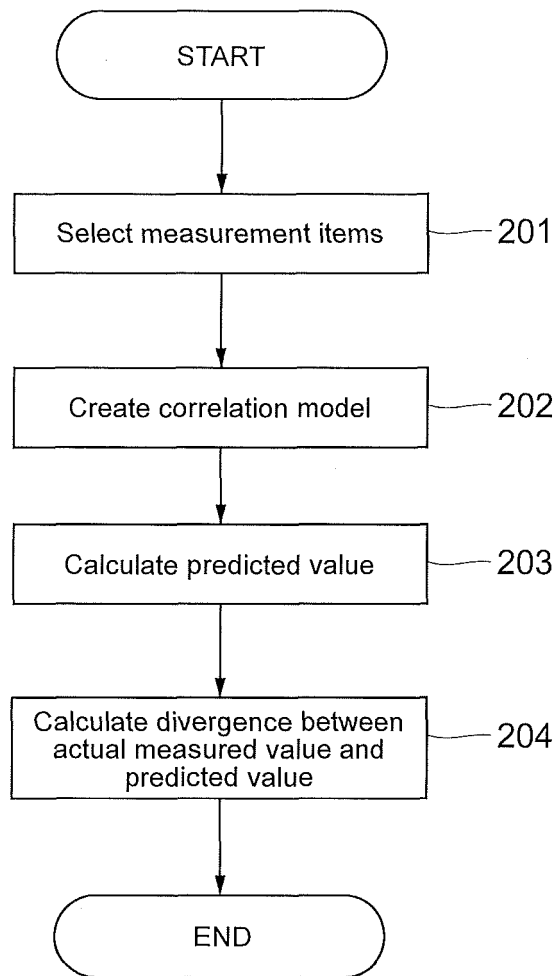 START
Select measurement items
201
Create correlation model
202
Calculate predicted value
203
Calculate divergence between
actual measured value and
predicted value
204
END